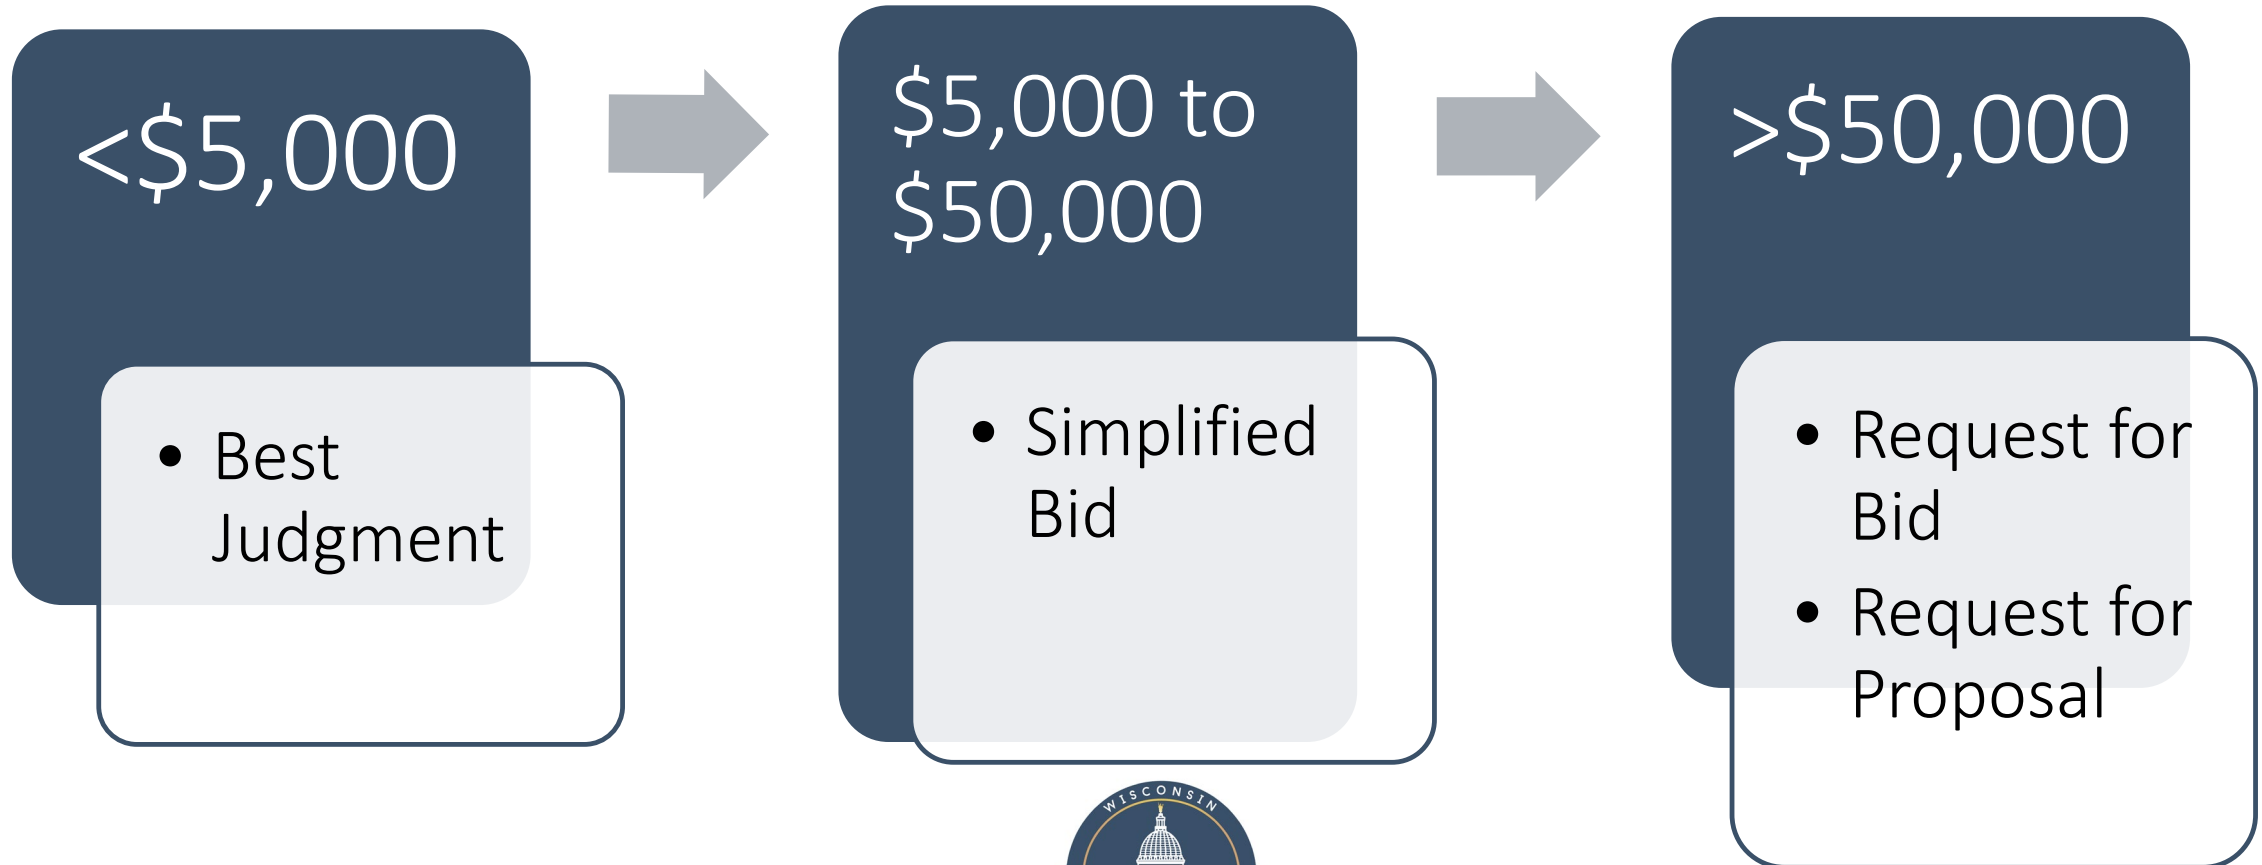 <$5,000
• Best
Judgment
$5,000 to
$50,000
• Simplified
Bid
>$50,000
• Request for
Bid
• Request for
Proposal
WISCONSIN